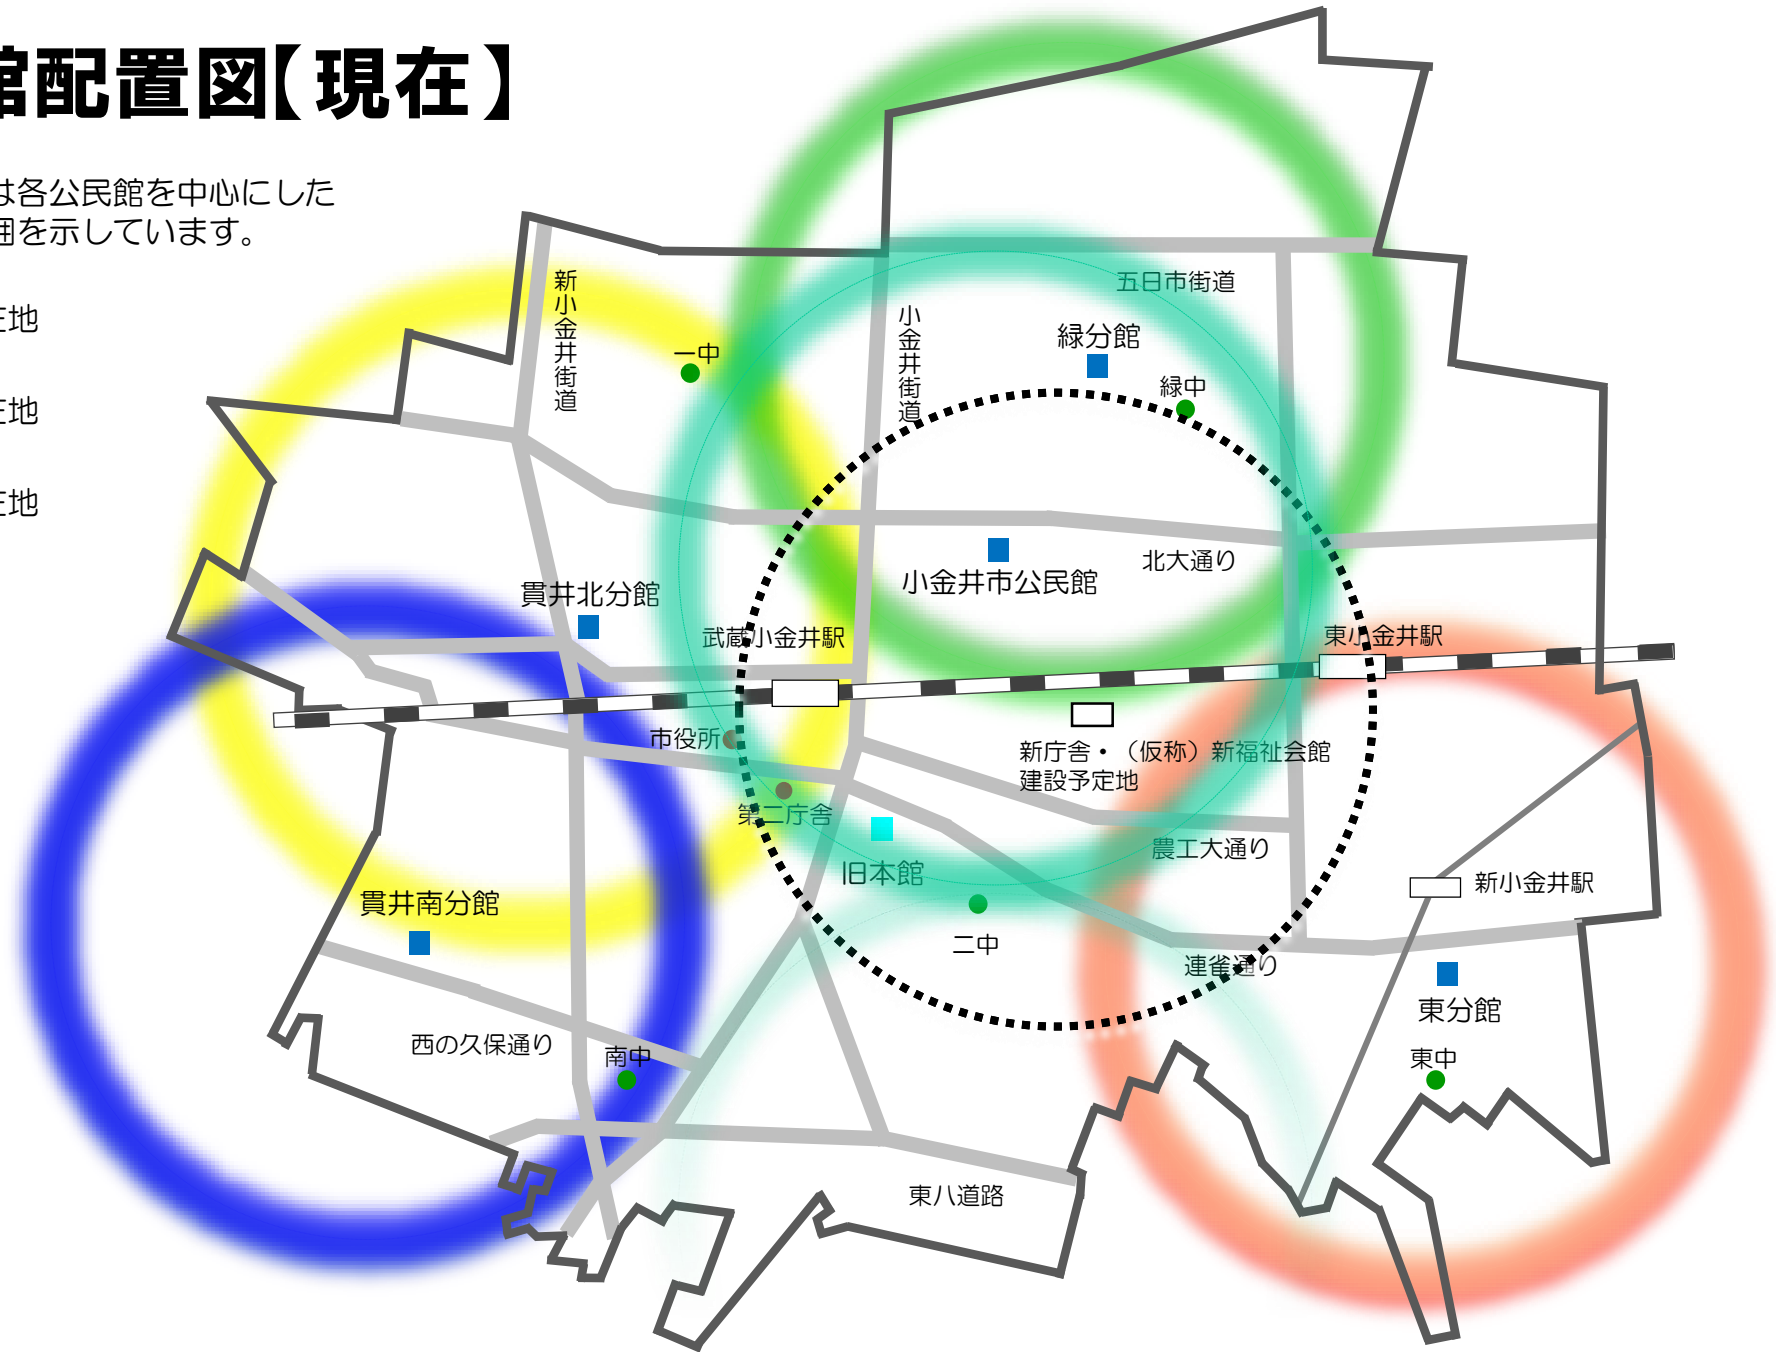 館配置図【現在】
は各公民館を中心にした
囲を示しています。
在地
在地
在地
新小金井街道
一中
小金井街道
五日市街道
緑分館
緑中
北大通り
小金井市公民館
貫井北分館
武蔵小金井駅
東小金井駅
市役所
新庁舎・（仮称）新福祉会館
建設予定地
第二庁舎
旧本館
農工大通り
新小金井駅
貫井南分館
二中
連雀通り
東分館
西の久保通り
南中
東中
東八道路